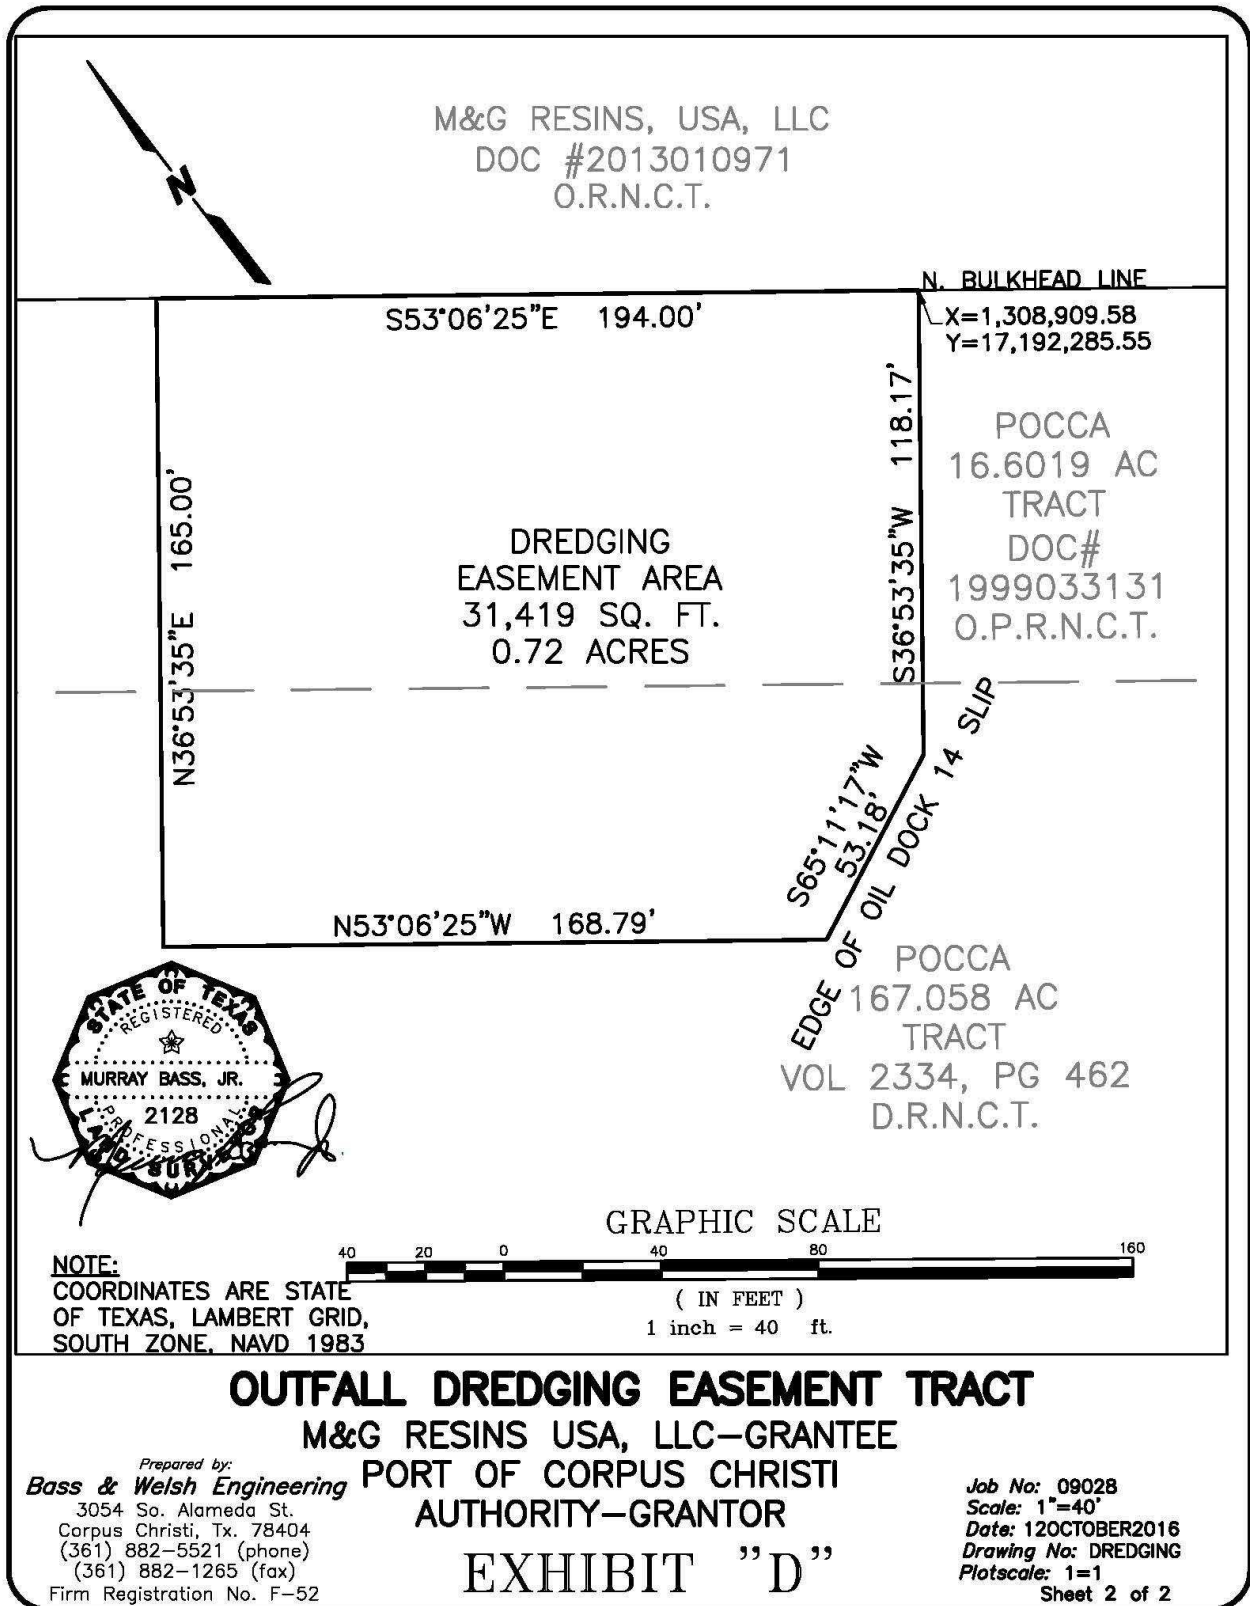 M&G RESINS, USA, LLC
DOC #2013010971
O.R.N.C.T.
N
N. BULKHEAD LINE
X=1,308,909.58
Y=17,192,285.55
S53°06'25"E 194.00'
S36°53'35"W 118.17'
N36°53'35"E 165.00'
POCCA
16.6019 AC
TRACT
DOC#
1999033131
O.P.R.N.C.T.
DREDGING
EASEMENT AREA
31,419 SQ. FT.
0.72 ACRES
S65°11'17"W
53.18'
EDGE OF OIL DOCK 14 SLIP
N53°06'25"W 168.79'
POCCA
167.058 AC
TRACT
VOL 2334, PG 462
D.R.N.C.T.
STATE OF TEXAS
REGISTERED
MURRAY BASS, JR.
2128
PROFESSIONAL
LAND SURVEYOR
GRAPHIC SCALE
40 20 0 40 80 160
( IN FEET )
1 inch = 40 ft.
NOTE:
COORDINATES ARE STATE
OF TEXAS, LAMBERT GRID,
SOUTH ZONE, NAVD 1983
OUTFALL DREDGING EASEMENT TRACT
M&G RESINS USA, LLC-GRANTEE
PORT OF CORPUS CHRISTI
AUTHORITY-GRANTOR
EXHIBIT "D"
Prepared by:
Bass & Welsh Engineering
3054 So. Alameda St.
Corpus Christi, Tx. 78404
(361) 882-5521 (phone)
(361) 882-1265 (fax)
Firm Registration No. F-52
Job No: 09028
Scale: 1"=40'
Date: 12OCTOBER2016
Drawing No: DREDGING
Plotscale: 1=1
Sheet 2 of 2